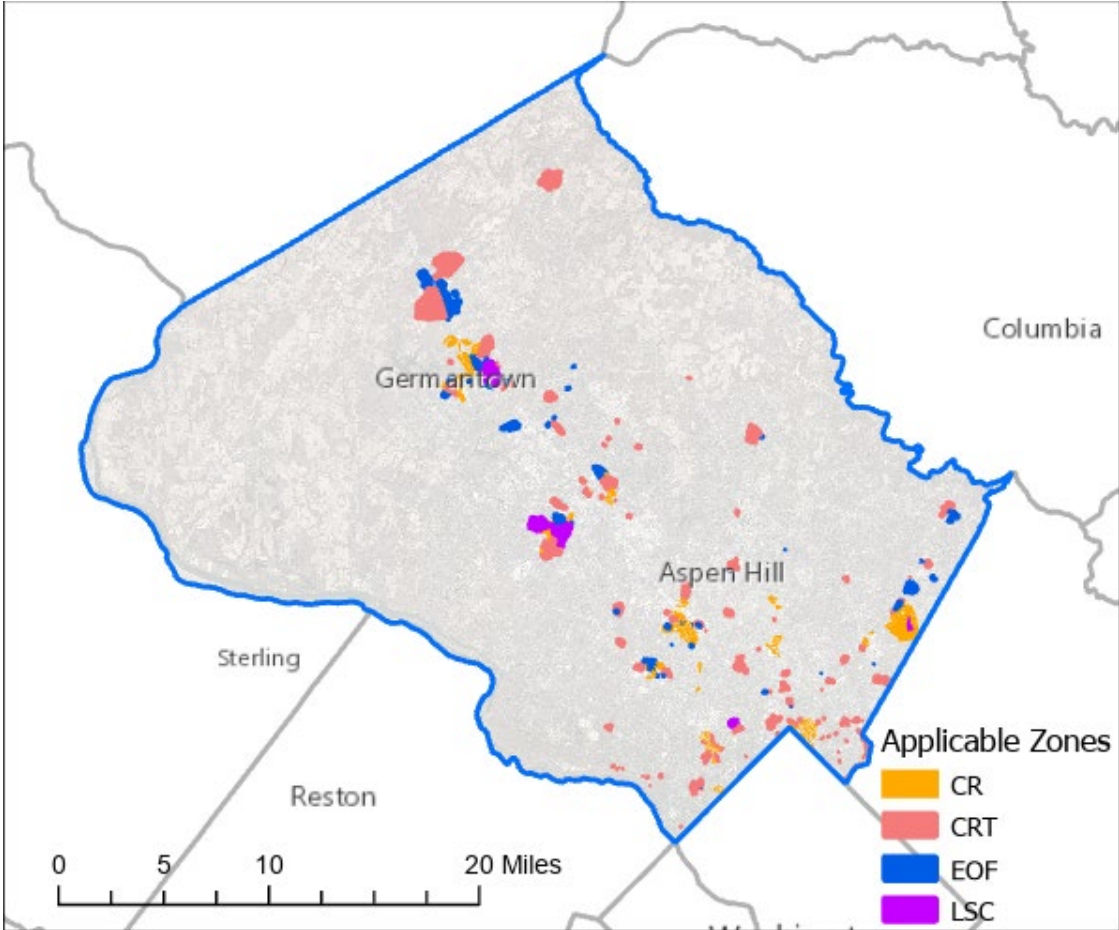 Columbia
Germantown
Aspen Hill
Sterling
Reston
Applicable Zones
CR
CRT
EOF
LSC
0 5 10 20 Miles